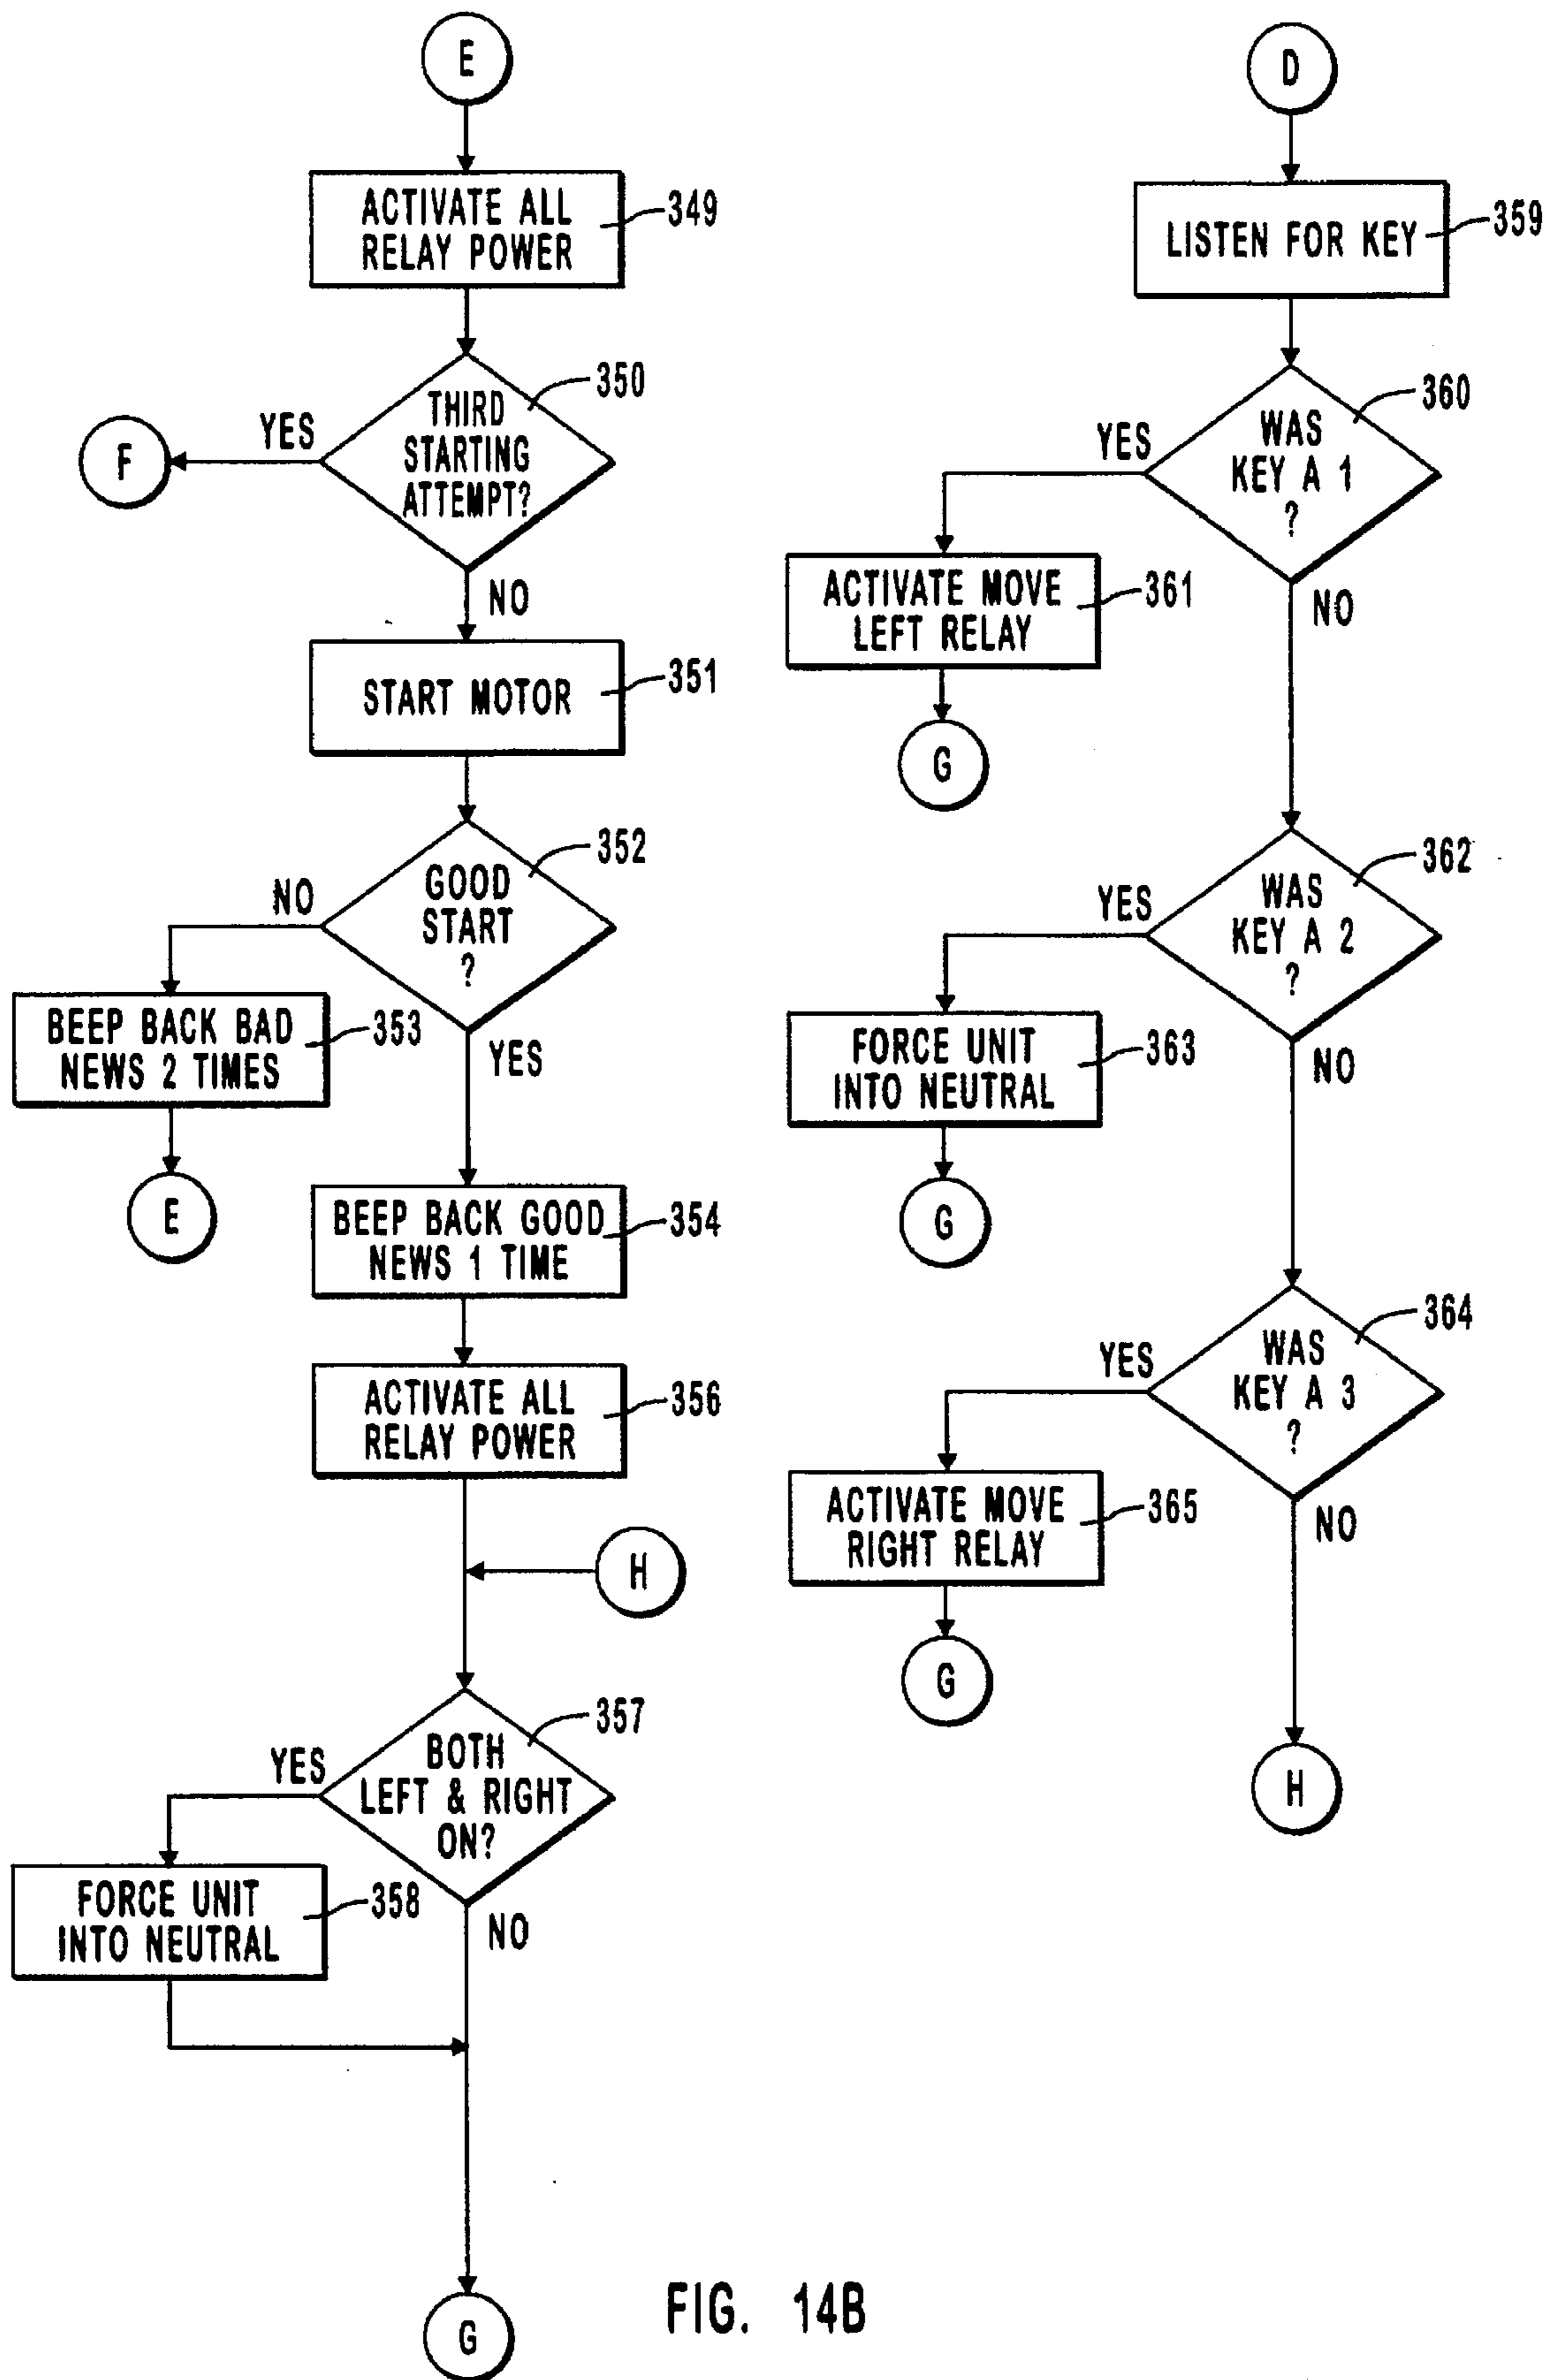 E
ACTIVATE ALL
RELAY POWER
349
THIRD
STARTING
ATTEMPT?
350
YES
F
NO
START MOTOR
351
GOOD
START
?
352
NO
BEEP BACK BAD
NEWS 2 TIMES
353
E
YES
BEEP BACK GOOD
NEWS 1 TIME
354
ACTIVATE ALL
RELAY POWER
356
H
BOTH
LEFT & RIGHT
ON?
357
YES
FORCE UNIT
INTO NEUTRAL
358
NO
G
D
LISTEN FOR KEY
359
WAS
KEY A 1
?
360
YES
ACTIVATE MOVE
LEFT RELAY
361
G
NO
WAS
KEY A 2
?
362
YES
FORCE UNIT
INTO NEUTRAL
363
G
NO
WAS
KEY A 3
?
364
YES
ACTIVATE MOVE
RIGHT RELAY
365
G
NO
H
FIG. 14B